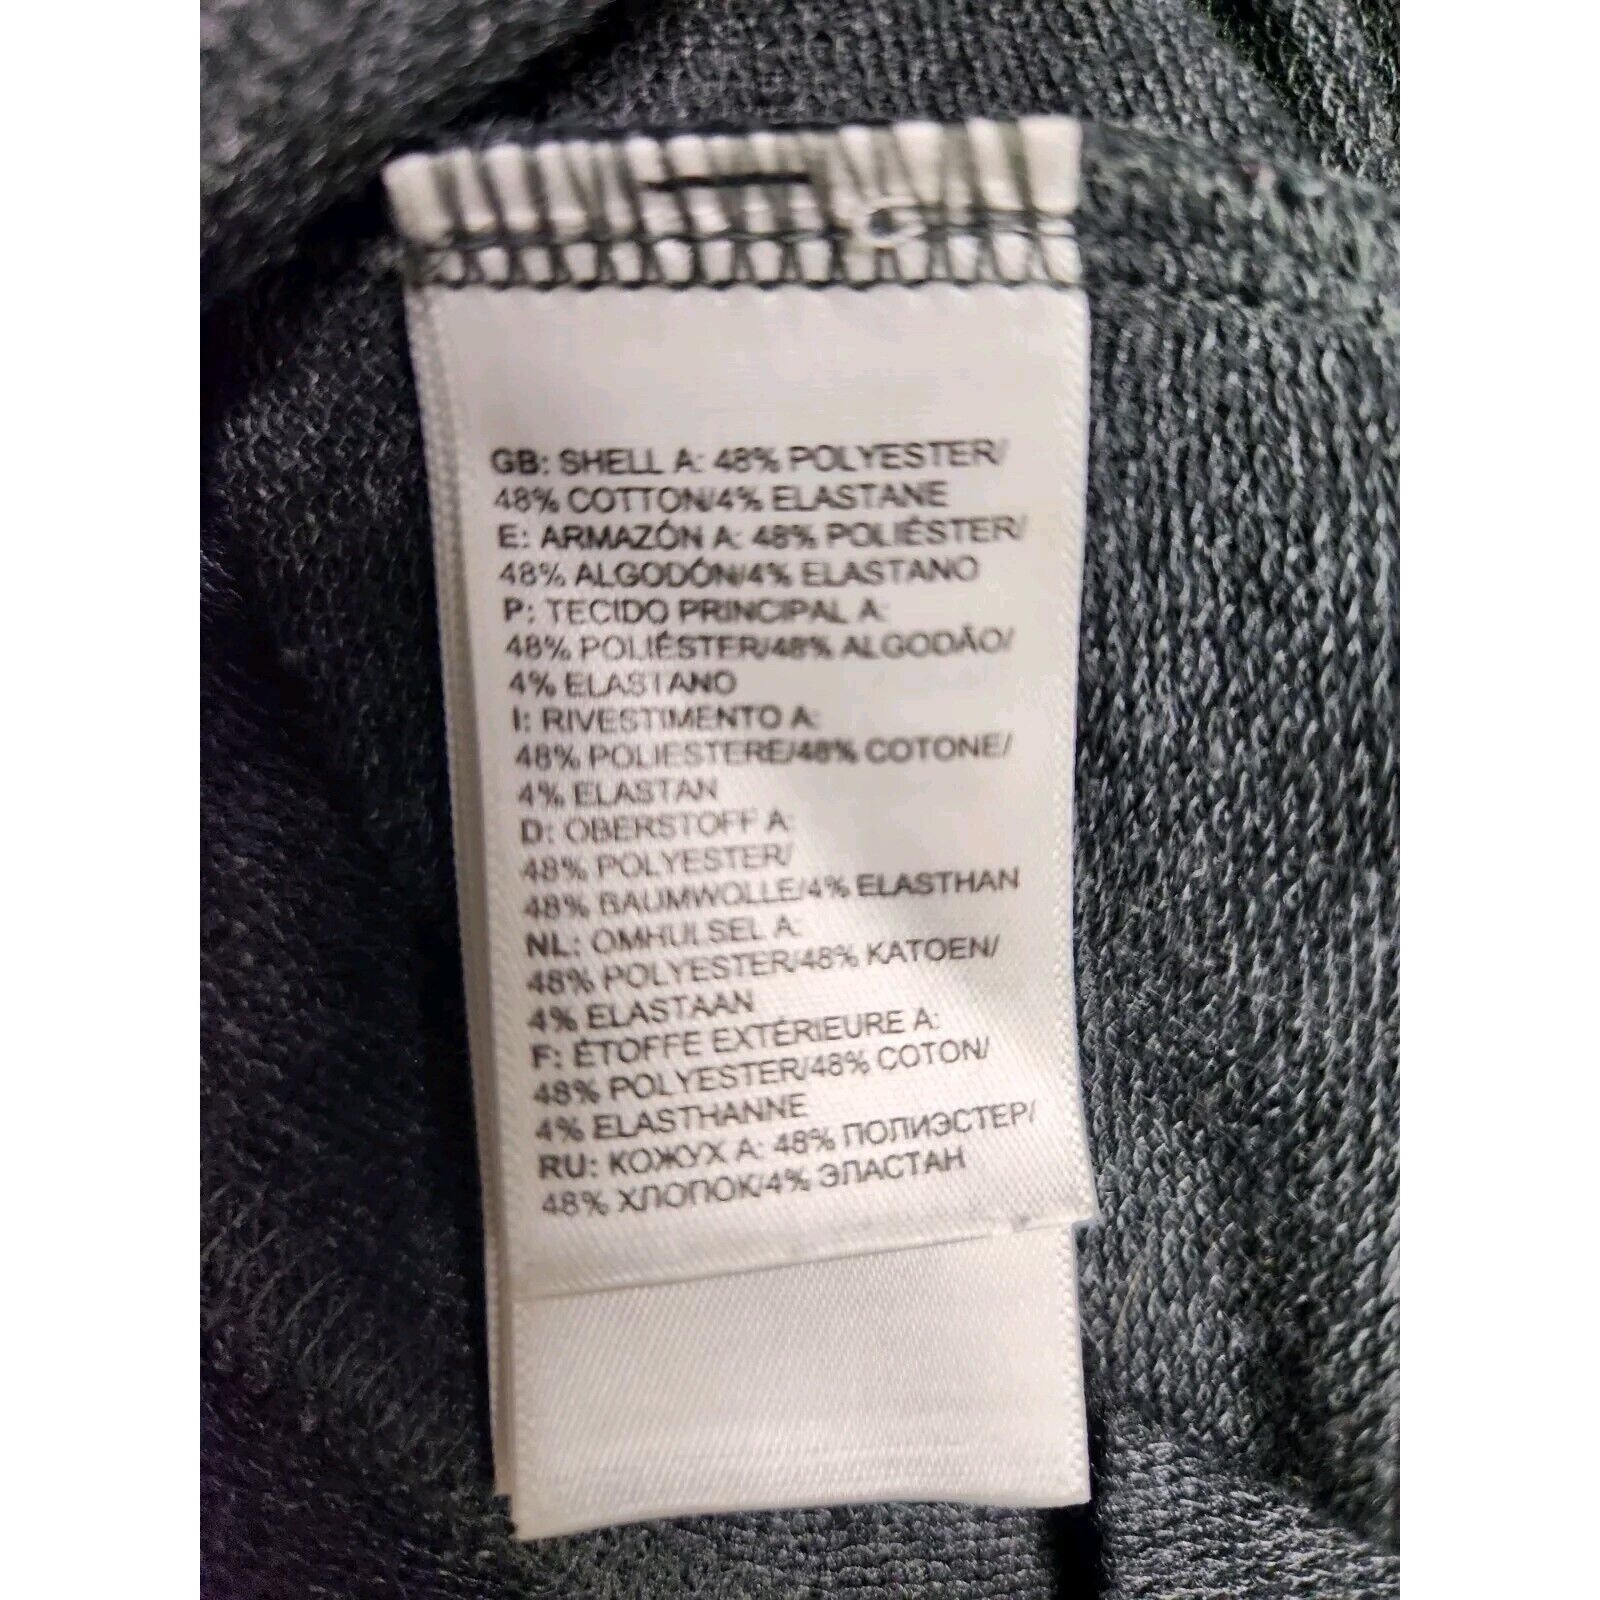 GB: SHELL A: 48% POLYESTER/
48% COTTON/4% ELASTANE
E: ARMAZÓN A: 48% POLIÉSTER/
48% ALGODÓN/4% ELASTANO
P: TECIDO PRINCIPAL A:
48% POLIÉSTER/48% ALGODÃO/
4% ELASTANO
I: RIVESTIMENTO A:
48% POLIESTERE/48% COTONE/
4% ELASTAN
D: OBERSTOFF A:
48% POLYESTER/
48% BAUMWOLLE/4% ELASTHAN
NL: OMHULSEL A:
48% POLYESTER/48% KATOEN/
4% ELASTAAN
F: ÉTOFFE EXTÉRIEURE A:
48% POLYESTER/48% COTON/
4% ELASTHANNE
RU: КОЖУХ А: 48% ПОЛИЭСТЕР/
48% ХЛОПОК/4% ЭЛАСТАН